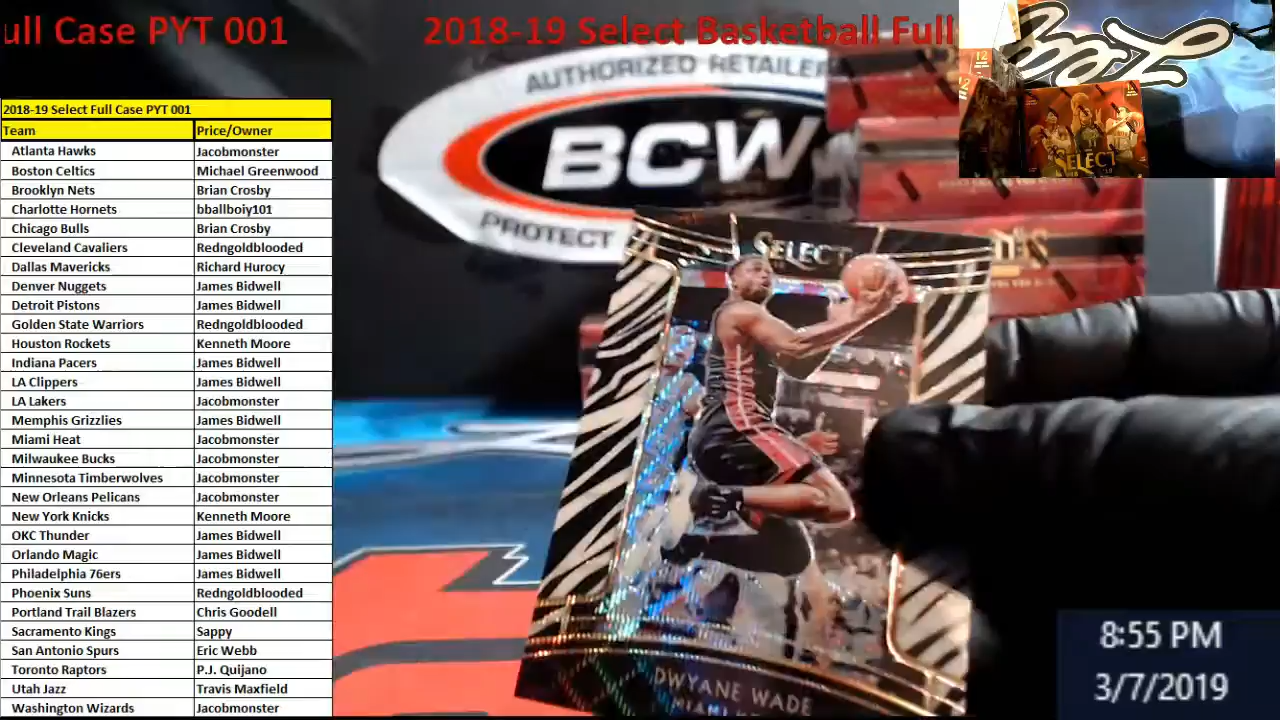 ull Case PYT 001
2018-19 Select Basketball Full
2018-19 Select Full Case PYT 001
Team Price/Owner
Atlanta Hawks Jacobmonster
Boston Celtics Michael Greenwood
Brooklyn Nets Brian Crosby
Charlotte Hornets bballboiy101
Chicago Bulls Brian Crosby
Cleveland Cavaliers Redngoldblooded
Dallas Mavericks Richard Hurocy
Denver Nuggets James Bidwell
Detroit Pistons James Bidwell
Golden State Warriors Redngoldblooded
Houston Rockets Kenneth Moore
Indiana Pacers James Bidwell
LA Clippers James Bidwell
LA Lakers Jacobmonster
Memphis Grizzlies James Bidwell
Miami Heat Jacobmonster
Milwaukee Bucks Jacobmonster
Minnesota Timberwolves Jacobmonster
New Orleans Pelicans Jacobmonster
New York Knicks Kenneth Moore
OKC Thunder James Bidwell
Orlando Magic James Bidwell
Philadelphia 76ers James Bidwell
Phoenix Suns Redngoldblooded
Portland Trail Blazers Chris Goodell
Sacramento Kings Sappy
San Antonio Spurs Eric Webb
Toronto Raptors P.J. Quijano
Utah Jazz Travis Maxfield
Washington Wizards Jacobmonster
AUTHORIZED RETAILER
BCW
PROTECT
SELECT
DWYANE WADE
MIAMI HE
12
SELECT
8:55 PM
3/7/2019